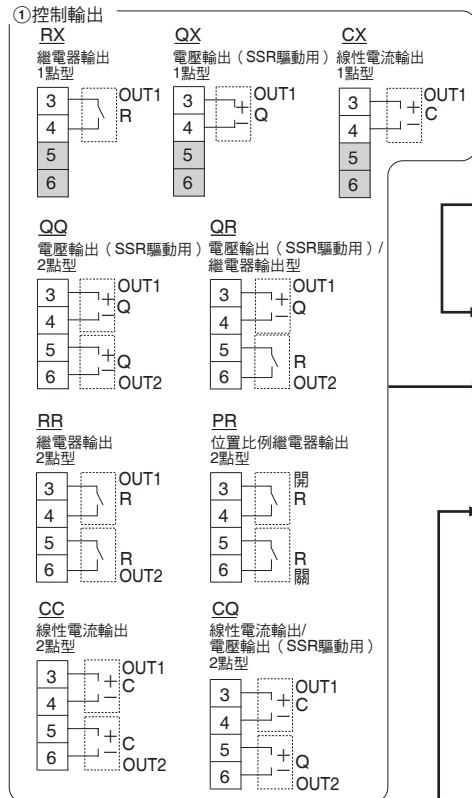 ①控制輸出
RX
繼電器輸出
1點型
3
4
5
6
OUT1
R
QX
電壓輸出（SSR驅動用）
1點型
3
4
5
6
+
OUT1
−
Q
CX
線性電流輸出
1點型
3
4
5
6
+
OUT1
−
C
QQ
電壓輸出（SSR驅動用）
2點型
3
4
5
6
OUT1
+
Q
−
+
Q
−
OUT2
QR
電壓輸出（SSR驅動用）/
繼電器輸出型
3
4
5
6
OUT1
+
Q
−
R
OUT2
RR
繼電器輸出
2點型
3
4
5
6
OUT1
R
R
OUT2
PR
位置比例繼電器輸出
2點型
3
4
5
6
開
R
R
關
CC
線性電流輸出
2點型
3
4
5
6
OUT1
+
C
−
+
C
−
OUT2
CQ
線性電流輸出/
電壓輸出（SSR驅動用）
2點型
3
4
5
6
OUT1
+
C
−
+
Q
−
OUT2